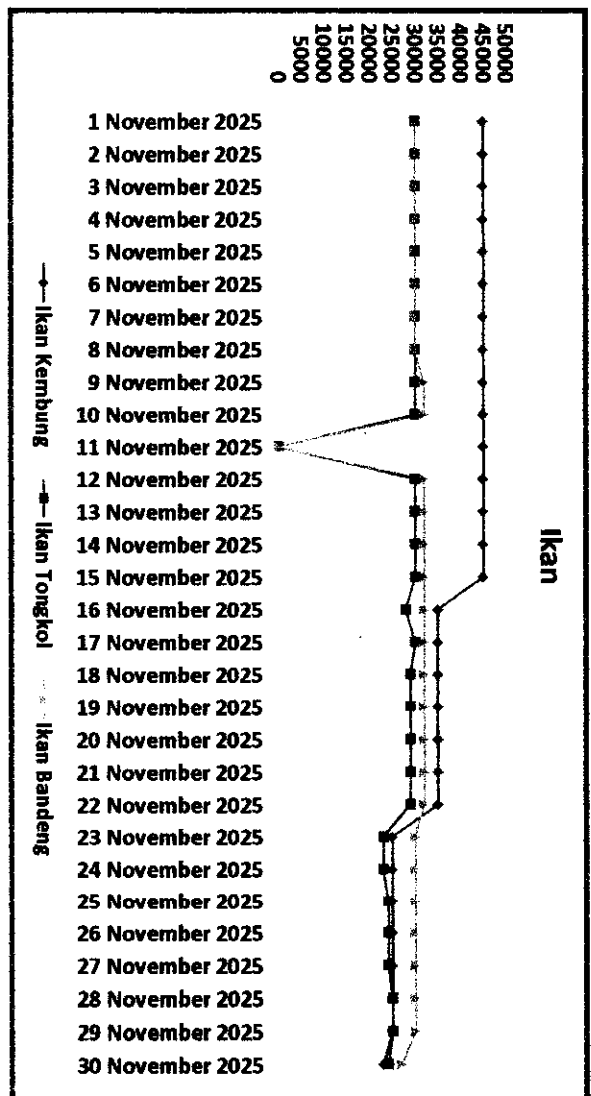 Ikan
50000
45000
40000
35000
30000
25000
20000
15000
10000
5000
0
1 November 2025
2 November 2025
3 November 2025
4 November 2025
5 November 2025
6 November 2025
7 November 2025
8 November 2025
9 November 2025
10 November 2025
11 November 2025
12 November 2025
13 November 2025
14 November 2025
15 November 2025
16 November 2025
17 November 2025
18 November 2025
19 November 2025
20 November 2025
21 November 2025
22 November 2025
23 November 2025
24 November 2025
25 November 2025
26 November 2025
27 November 2025
28 November 2025
29 November 2025
30 November 2025
Ikan Kembung Ikan Tongkol Ikan Bandeng